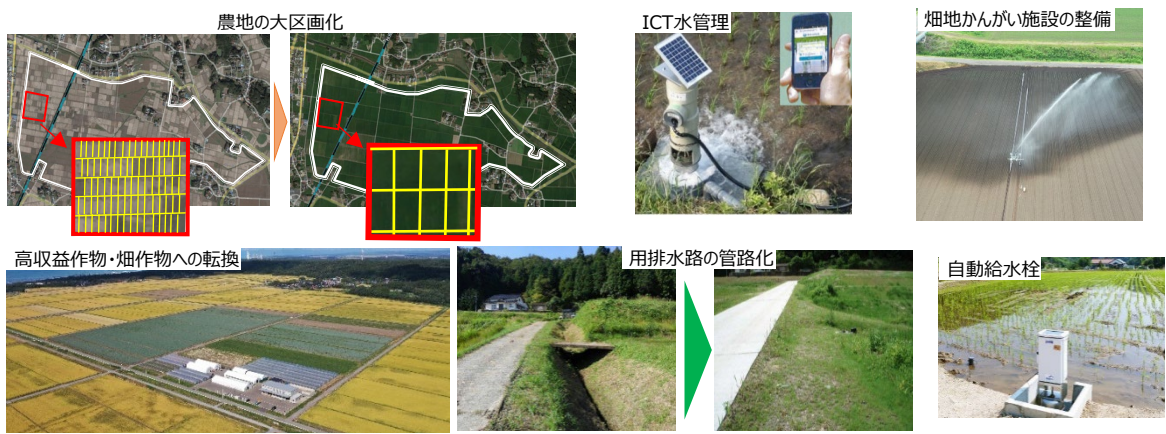 農地の大区画化
ICT水管理
畑地かんがい施設の整備
高収益作物・畑作物への転換
用排水路の管路化
自動給水栓